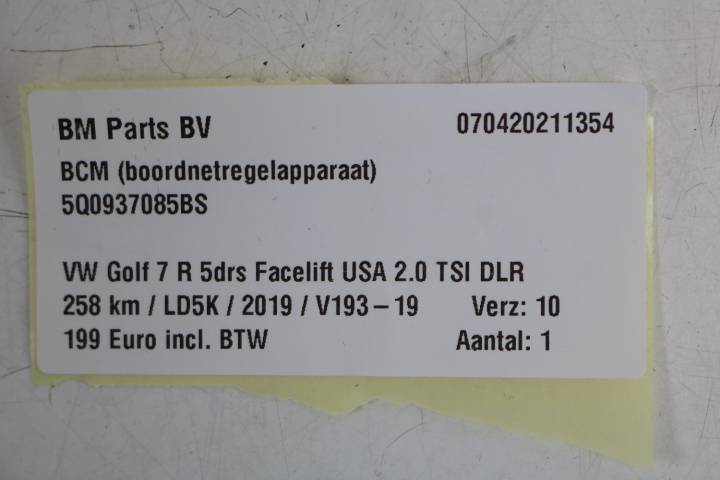 BM Parts BV 070420211354
BCM (boordnetregelapparaat)
5Q0937085BS
VW Golf 7 R 5drs Facelift USA 2.0 TSI DLR
258 km / LD5K / 2019 / V193-19 Verz: 10
199 Euro incl. BTW Aantal: 1